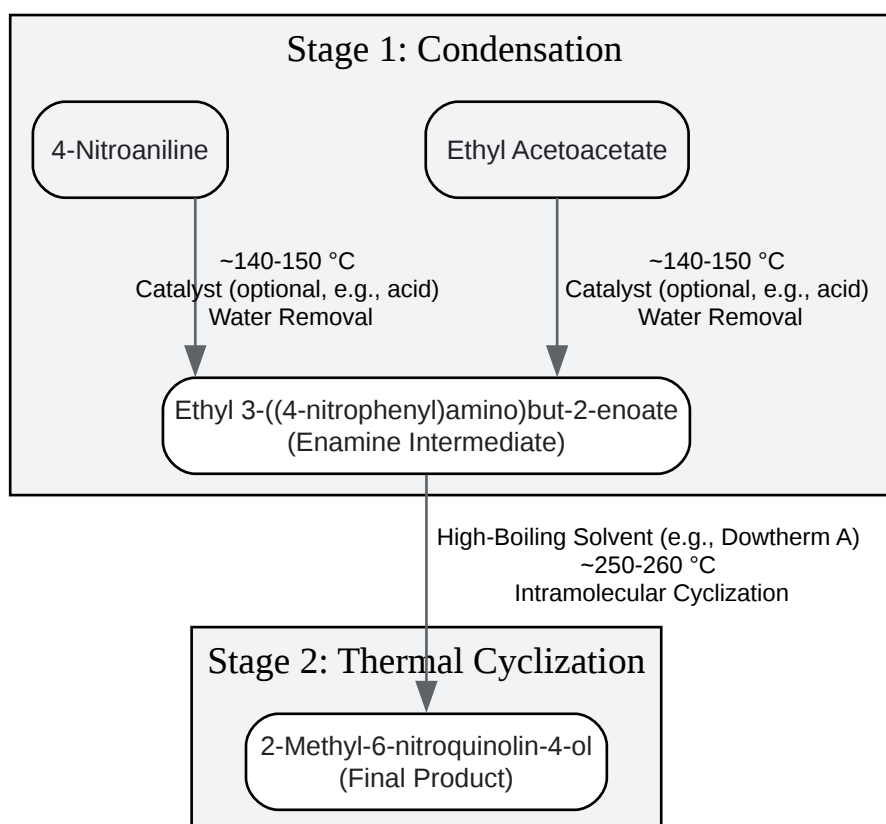 Stage 1: Condensation
4-Nitroaniline
Ethyl Acetoacetate
~140-150 °C
Catalyst (optional, e.g., acid)
Water Removal
~140-150 °C
Catalyst (optional, e.g., acid)
Water Removal
Ethyl 3-((4-nitrophenyl)amino)but-2-enoate
(Enamine Intermediate)
High-Boiling Solvent (e.g., Dowtherm A)
~250-260 °C
Intramolecular Cyclization
Stage 2: Thermal Cyclization
2-Methyl-6-nitroquinolin-4-ol
(Final Product)